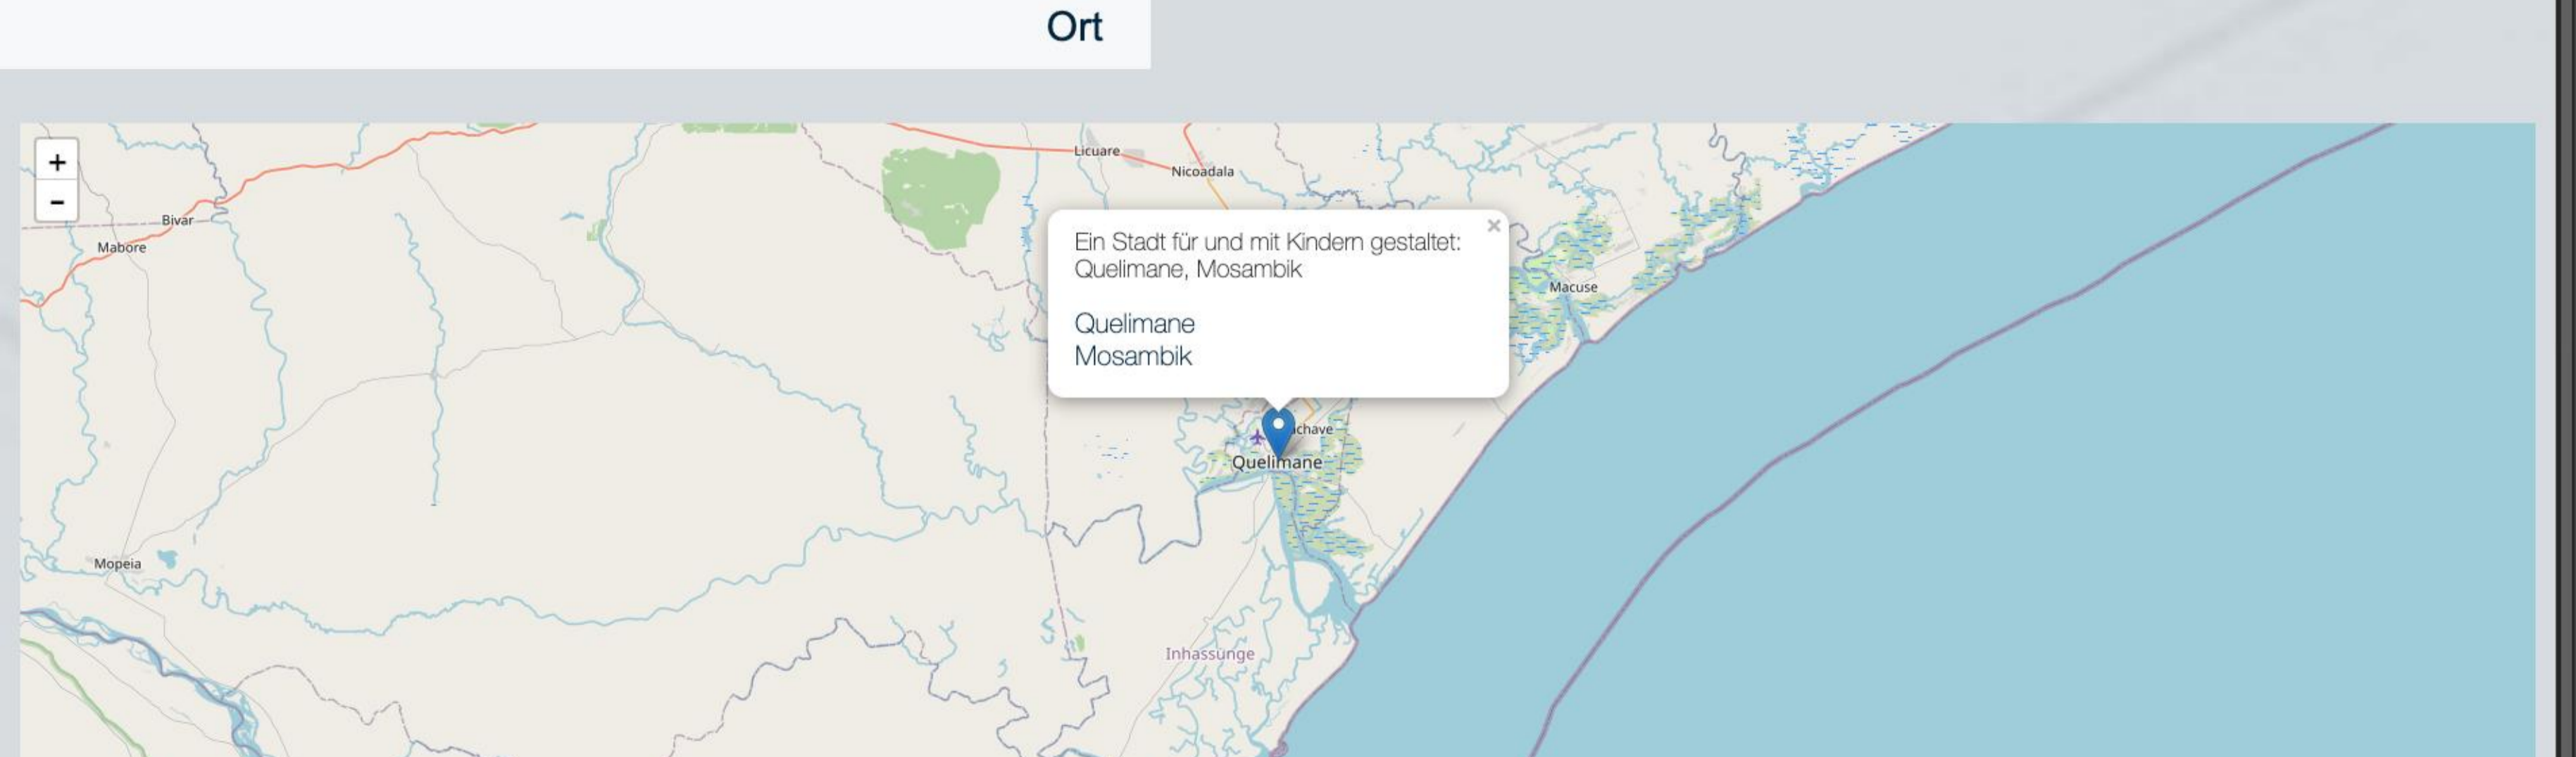 Ort
+
-
Licuare
Nicoadala
Bivar
Mabore
×
Ein Stadt für und mit Kindern gestaltet:
Quelimane, Mosambik
Quelimane
Mosambik
Macuse
Quelimane
Mopeia
Inhassunge